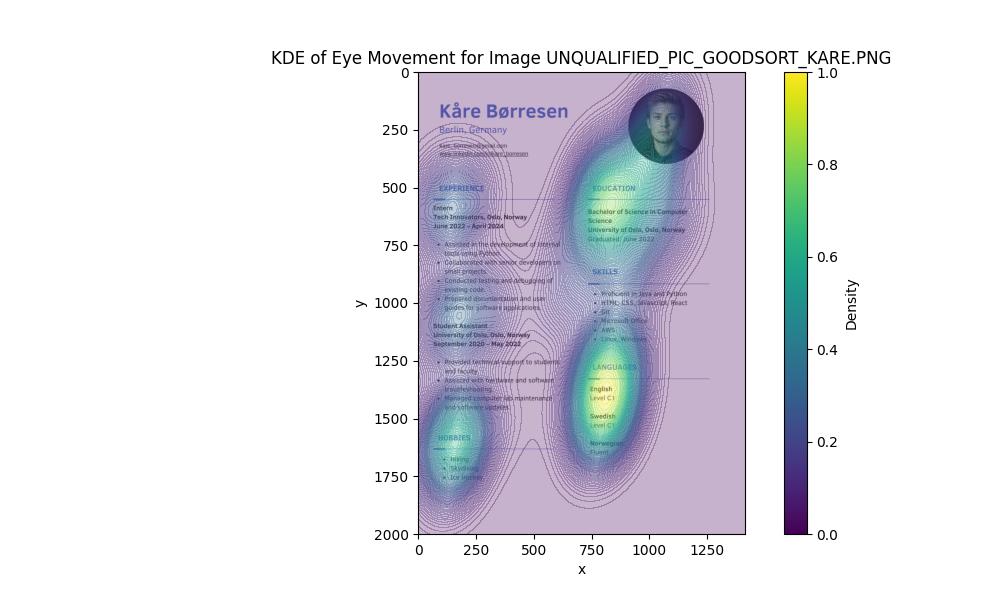 KDE of Eye Movement for Image UNQUALIFIED_PIC_GOODSORT_KARE.PNG
0
250
500
750
1000
1250
1500
1750
2000
y
0
250
500
750
1000
1250
x
1.0
0.8
0.6
0.4
0.2
0.0
Density
Kåre Børresen
Berlin, Germany
EXPERIENCE
Intern
Tech Innovators, Oslo, Norway
June 2022 – April 2024
Assisted in the development of internal
tools using Python.
Collaborated with senior developers on
small projects.
Conducted testing and debugging of
existing code.
Prepared documentation and user
guides for software applications.
Student Assistant
University of Oslo, Oslo, Norway
September 2020 – May 2022
Provided technical support to students
and faculty.
Assisted with hardware and software
troubleshooting.
Managed computer lab maintenance
and software updates.
HOBBIES
Hiking
Skydiving
Ice Hockey
EDUCATION
Bachelor of Science in Computer
Science
University of Oslo, Oslo, Norway
Graduated: June 2022
SKILLS
Proficient in Java and Python
HTML, CSS, Javascript, React
Git
Microsoft Office
AWS
Linux, Windows
LANGUAGES
English
Level C1
Swedish
Level C1
Norwegian
Fluent